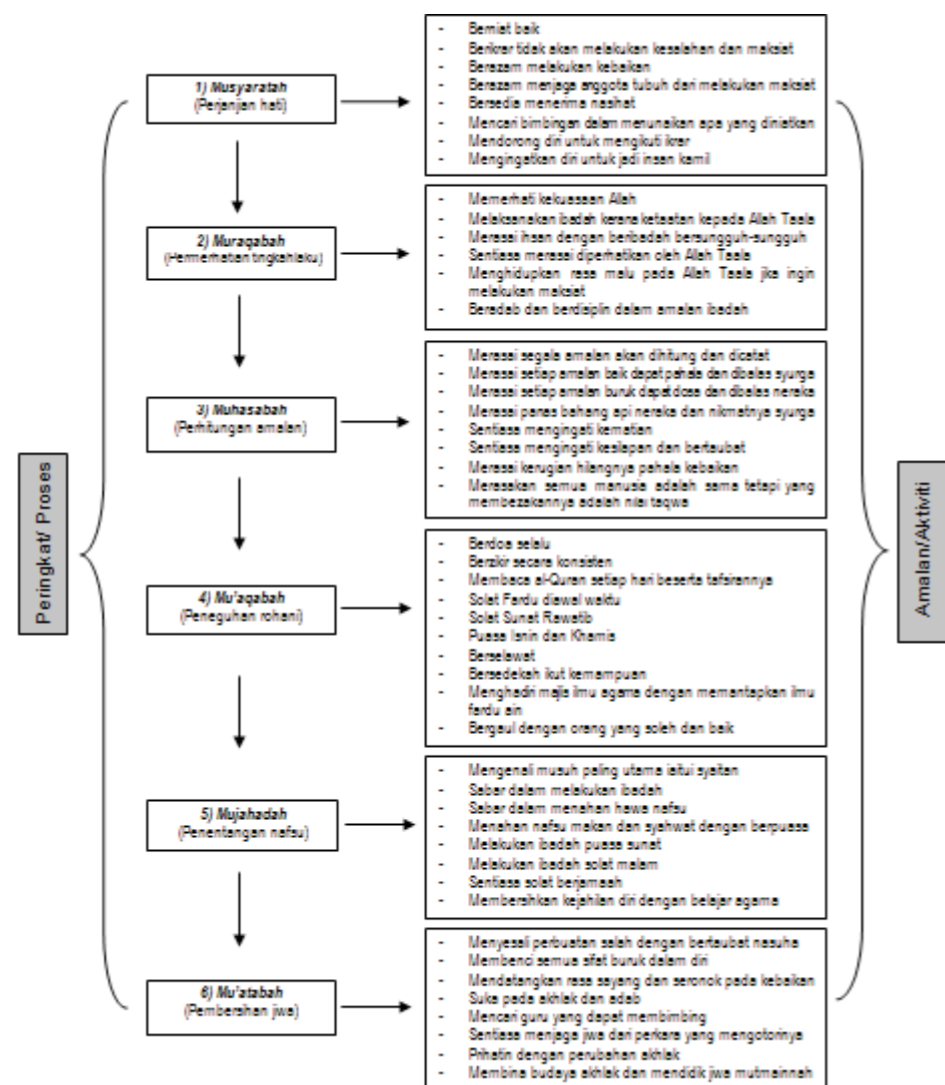 Peringkat/ Proses
1) Musyaratah
(Perjanjian hati)
- Berniat baik
- Berikrar tidak akan melakukan kesalahan dan maksiat
- Berazam melakukan kebaikan
- Berazam menjaga anggota tubuh dari melakukan maksiat
- Bersedia menerima nasihat
- Mencari bimbingan dalam menunaikan apa yang diniatkan
- Mendorong diri untuk mengikuti ikrar
- Mengingatkan diri untuk jadi insan kamil
2) Muraqabah
(Permerhatian tingkahlaku)
- Memerhati kekuasaan Allah
- Melaksanakan ibadah kerana ketaatan kepada Allah Taala
- Merasai ihsan dengan beribadah bersungguh-sungguh
- Sentiasa merasai diperhatikan oleh Allah Taala
- Menghidupkan rasa malu pada Allah Taala jika ingin
melakukan maksiat
- Beradab dan berdisiplin dalam amalan ibadah
3) Muhasabah
(Perhitungan amalan)
- Merasai segala amalan akan dihitung dan dicatat
- Merasai setiap amalan baik dapat pahala dan dibalas syurga
- Merasai setiap amalan buruk dapat dosa dan dibalas neraka
- Merasai panas bahang api neraka dan nikmatnya syurga
- Sentiasa mengingati kematian
- Sentiasa mengingati kesilapan dan bertaubat
- Merasai kerugian hilangnya pahala kebaikan
- Merasakan semua manusia adalah sama tetapi yang
membezakannya adalah nilai taqwa
4) Mu'aqabah
(Peneguhan rohani)
- Berdoa selalu
- Berzikir secara konsisten
- Membaca al-Quran setiap hari beserta tafsirannya
- Solat Fardu diawal waktu
- Solat Sunat Rawatib
- Puasa Isnin dan Khamis
- Berselawat
- Bersedekah ikut kemampuan
- Menghadiri majlis ilmu agama dengan memantapkan ilmu
fardu ain
- Bergaul dengan orang yang soleh dan baik
5) Mujahadah
(Penentangan nafsu)
- Mengenali musuh paling utama iaitu syaitan
- Sabar dalam melakukan ibadah
- Sabar dalam menahan hawa nafsu
- Menahan nafsu makan dan syahwat dengan berpuasa
- Melakukan ibadah puasa sunat
- Melakukan ibadah solat malam
- Sentiasa solat berjamaah
- Membersihkan kejahilan diri dengan belajar agama
6) Mu'atabah
(Pembersihan jiwa)
- Menyesali perbuatan salah dengan bertaubat nasuha
- Membenci semua sifat buruk dalam diri
- Mendatangkan rasa sayang dan seronok pada kebaikan
- Suka pada akhlak dan adab
- Mencari guru yang dapat membimbing
- Sentiasa menjaga jiwa dari perkara yang mengotorinya
- Prihatin dengan perubahan akhlak
- Membina budaya akhlak dan mendidik jiwa mutmainnah
Amalan/Aktiviti